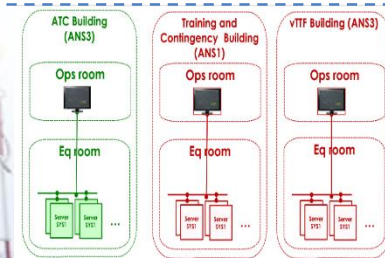 ATC Building
(ANS3)
Ops room
Eq room
Server
SYS1
Server
SYS1
...
Training and
Contingency Building
(ANS1)
Ops room
Eq room
Server
SYS1
Server
SYS1
...
vTTF Building (ANS3)
Ops room
Eq room
Server
SYS1
Server
SYS1
...